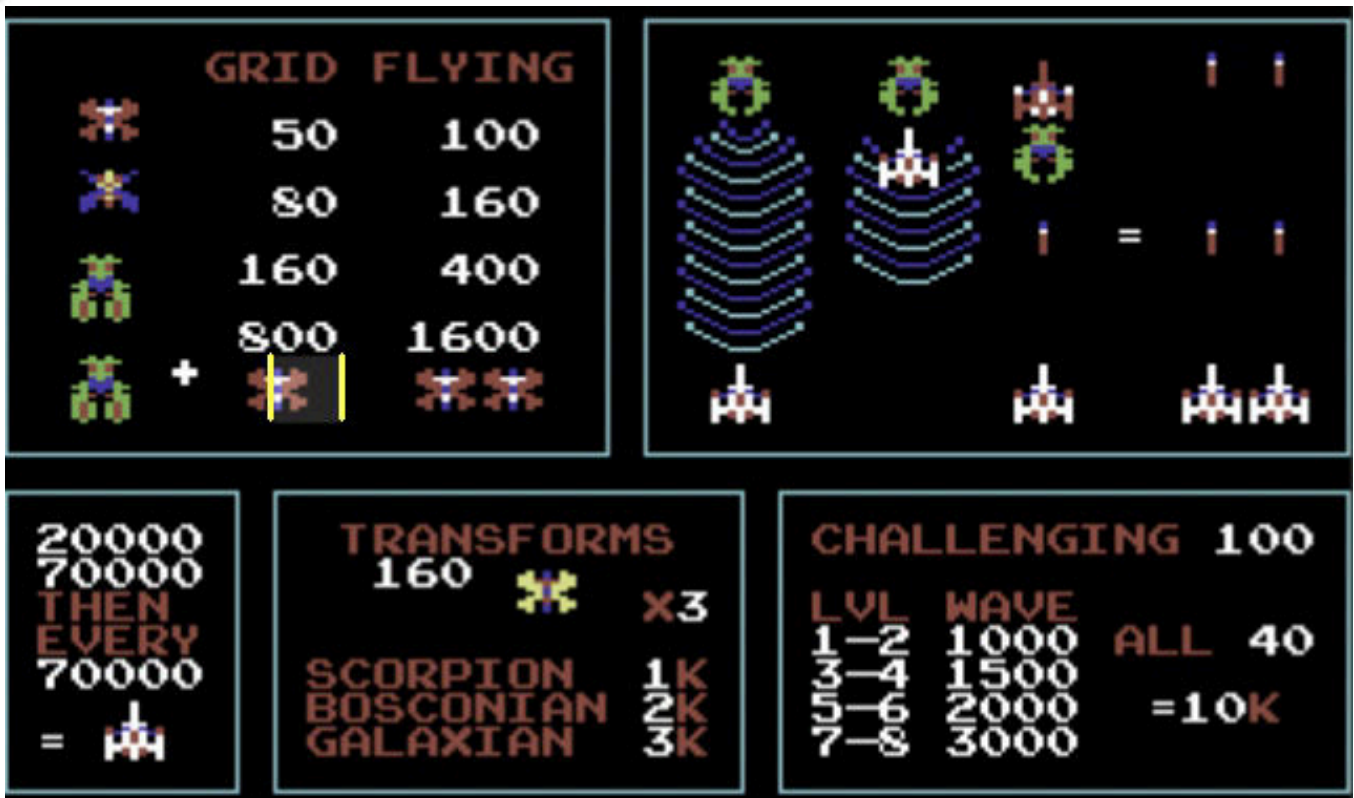 GRID FLYING
50 100
80 160
160 400
800 1600
+
=
20000
70000
THEN
EVERY
70000
=
TRANSFORMS
160
X3
SCORPION 1K
BOSCONIAN 2K
GALAXIAN 3K
CHALLENGING 100
LVL WAVE
1-2 1000 ALL 40
3-4 1500
5-6 2000 =10K
7-8 3000